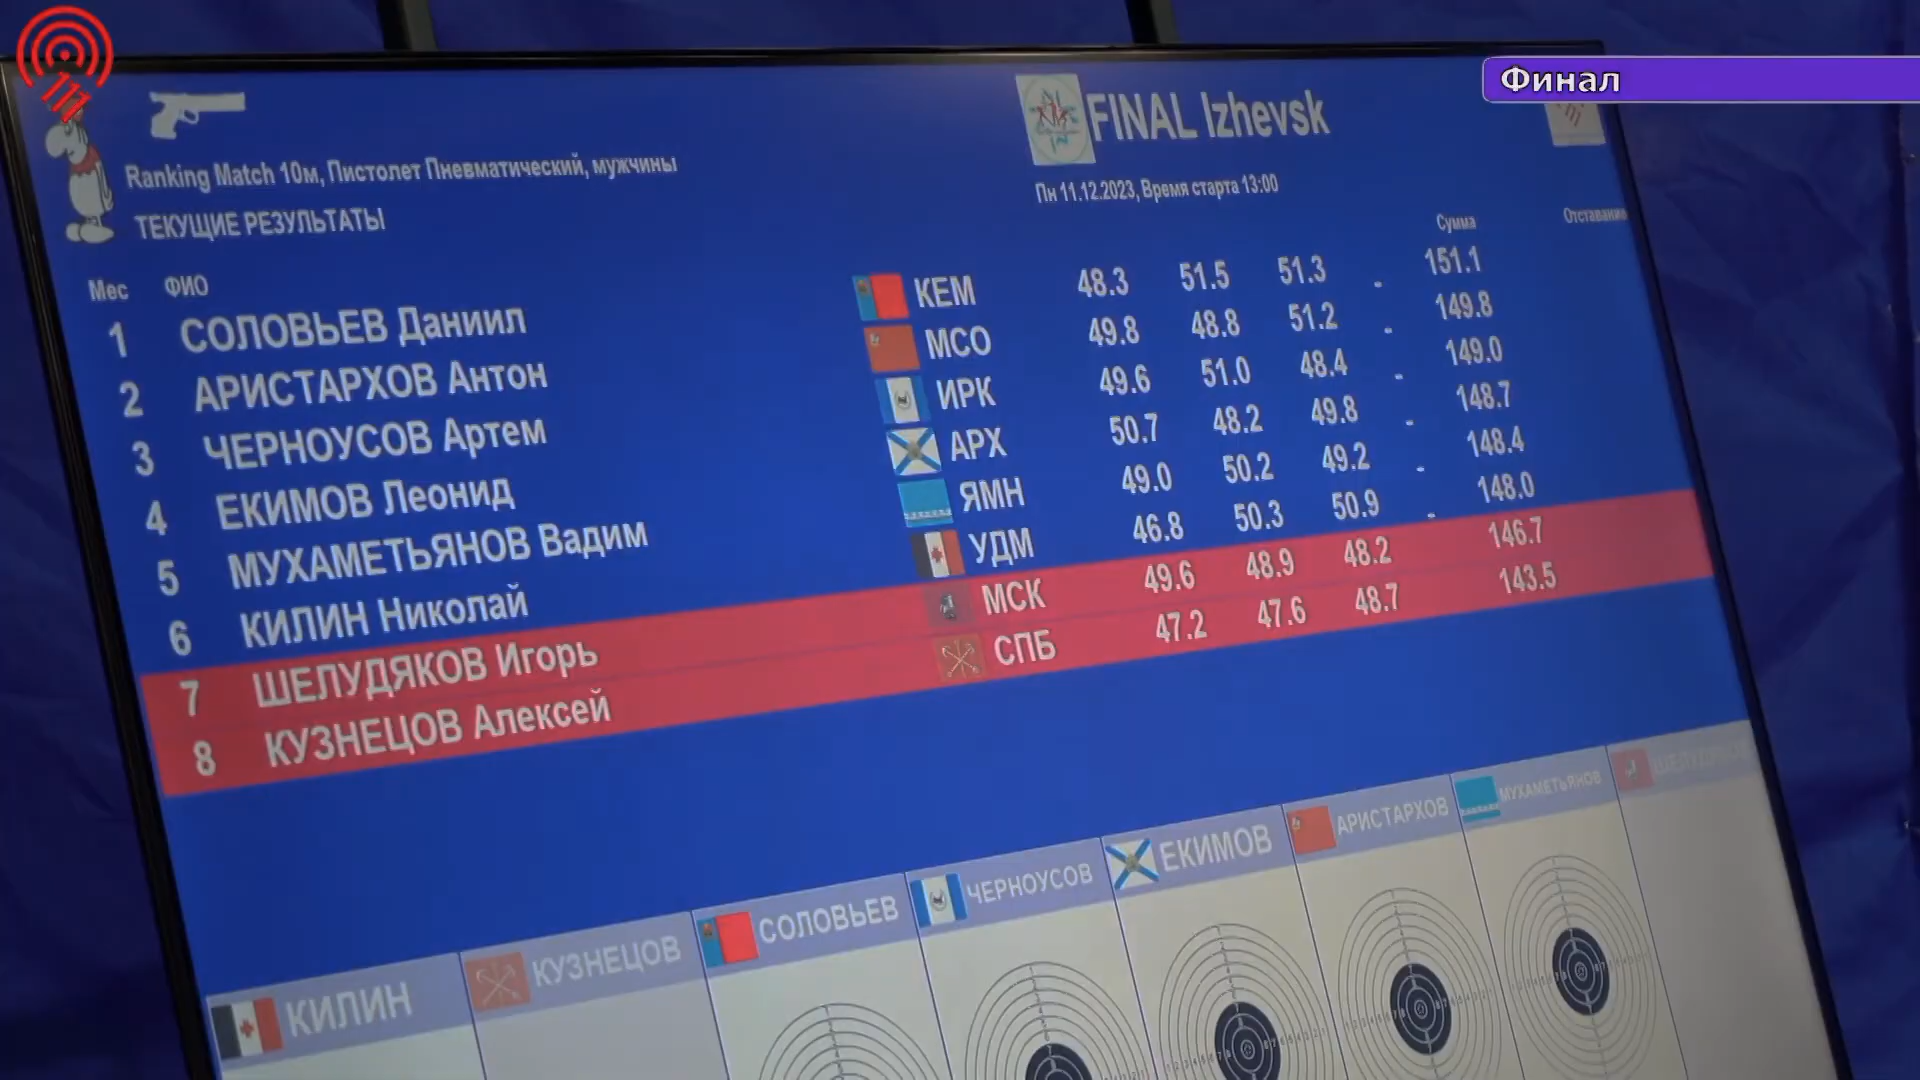 111
Финал
FINAL Izhevsk
Ranking Match 10м, Пистолет Пневматический, мужчины
Пн 11.12.2023, Время старта 13:00
ТЕКУЩИЕ РЕЗУЛЬТАТЫ
Мес ФИО Сумма Отставание
1 СОЛОВЬЕВ Даниил КЕМ 48.3 51.5 51.3 - 151.1
2 АРИСТАРХОВ Антон МСО 49.8 48.8 51.2 - 149.8
3 ЧЕРНОУСОВ Артем ИРК 49.6 51.0 48.4 - 149.0
4 ЕКИМОВ Леонид АРХ 50.7 48.2 49.8 - 148.7
5 МУХАМЕТЬЯНОВ Вадим ЯМН 49.0 50.2 49.2 - 148.4
6 КИЛИН Николай УДМ 46.8 50.3 50.9 - 148.0
7 ШЕЛУДЯКОВ Игорь МСК 49.6 48.9 48.2 146.7
8 КУЗНЕЦОВ Алексей СПБ 47.2 47.6 48.7 143.5
КИЛИН КУЗНЕЦОВ СОЛОВЬЕВ ЧЕРНОУСОВ ЕКИМОВ АРИСТАРХОВ МУХАМЕТЬЯНОВ ШЕЛУДЯКОВ